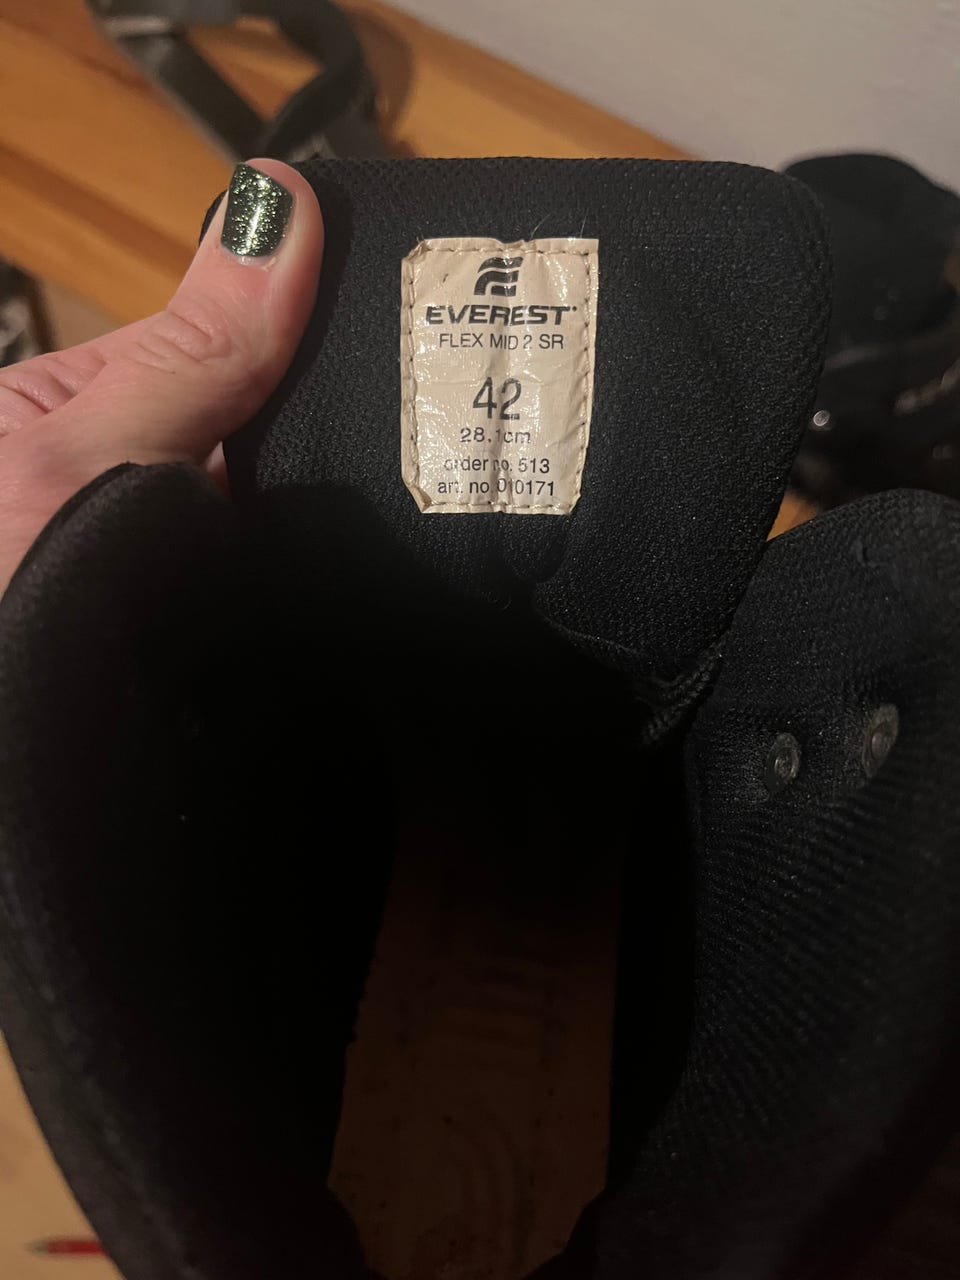 EVEREST
FLEX MID 2 SR
42
28.1cm
order no. 513
art. no. 010171